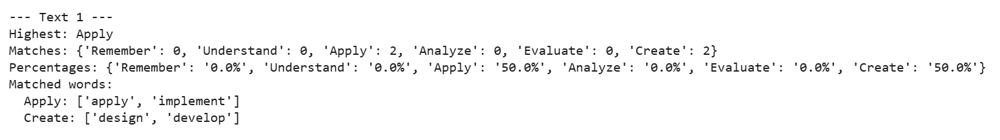 --- Text 1 ---
Highest: Apply
Matches: {'Remember': 0, 'Understand': 0, 'Apply': 2, 'Analyze': 0, 'Evaluate': 0, 'Create': 2}
Percentages: {'Remember': '0.0%', 'Understand': '0.0%', 'Apply': '50.0%', 'Analyze': '0.0%', 'Evaluate': '0.0%', 'Create': '50.0%'}
Matched words:
  Apply: ['apply', 'implement']
  Create: ['design', 'develop']